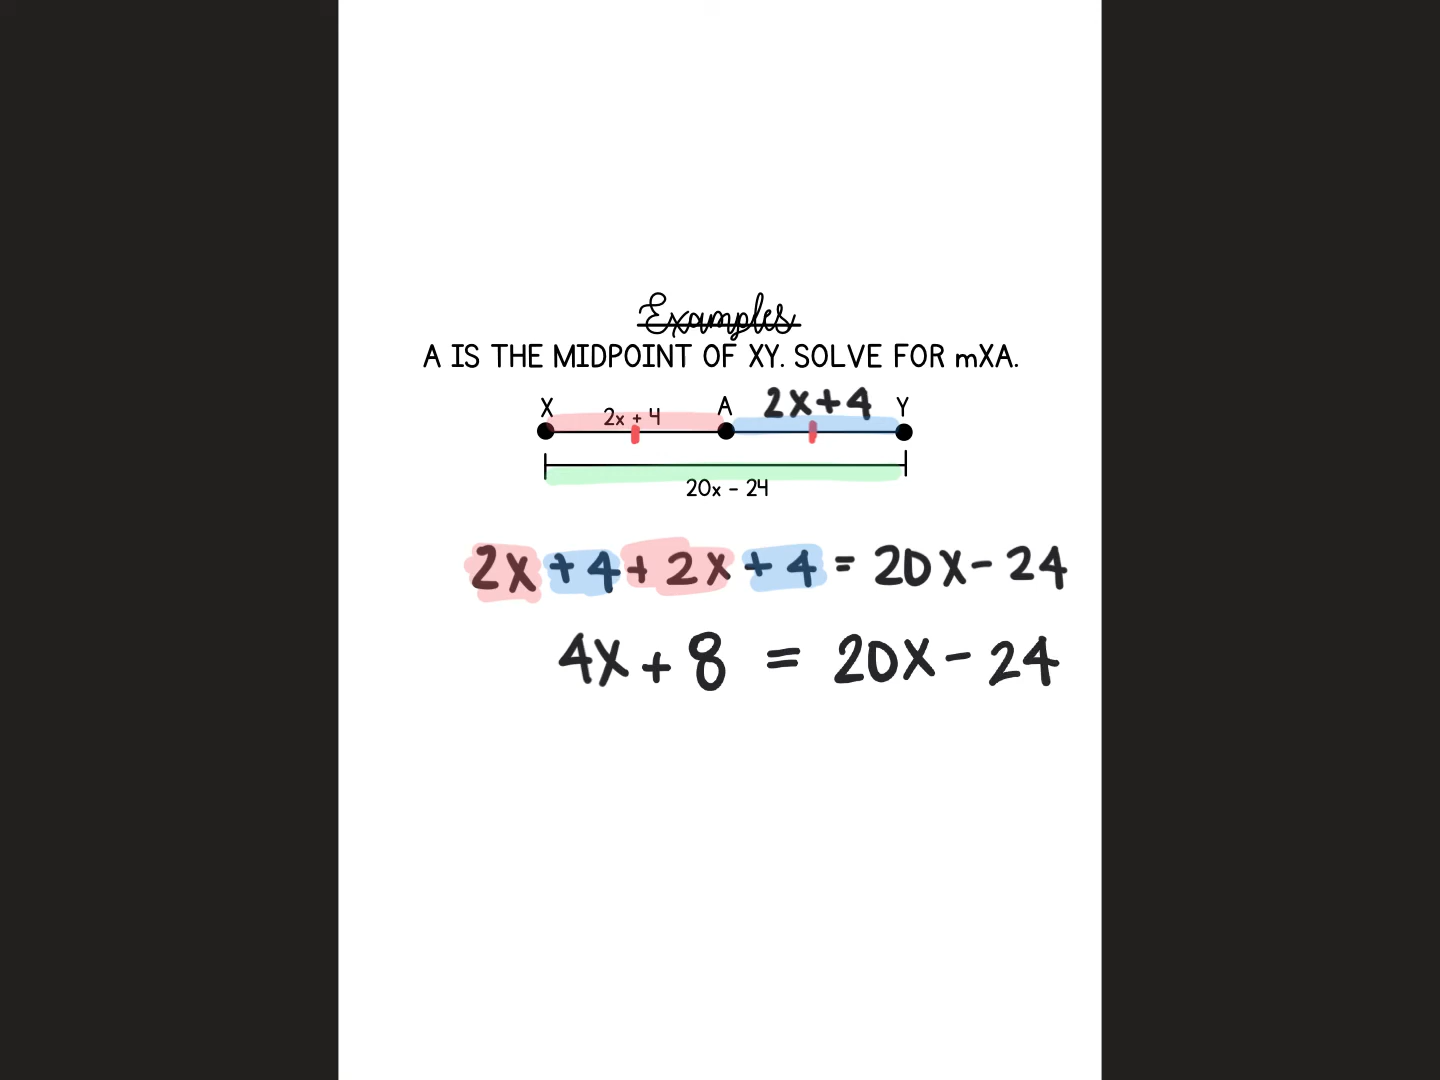 Examples
A IS THE MIDPOINT OF XY. SOLVE FOR mXA.
X 2x + 4 A 2x+4 Y
20x - 24
2x + 4 + 2x + 4 = 20x - 24
4x + 8 = 20x - 24